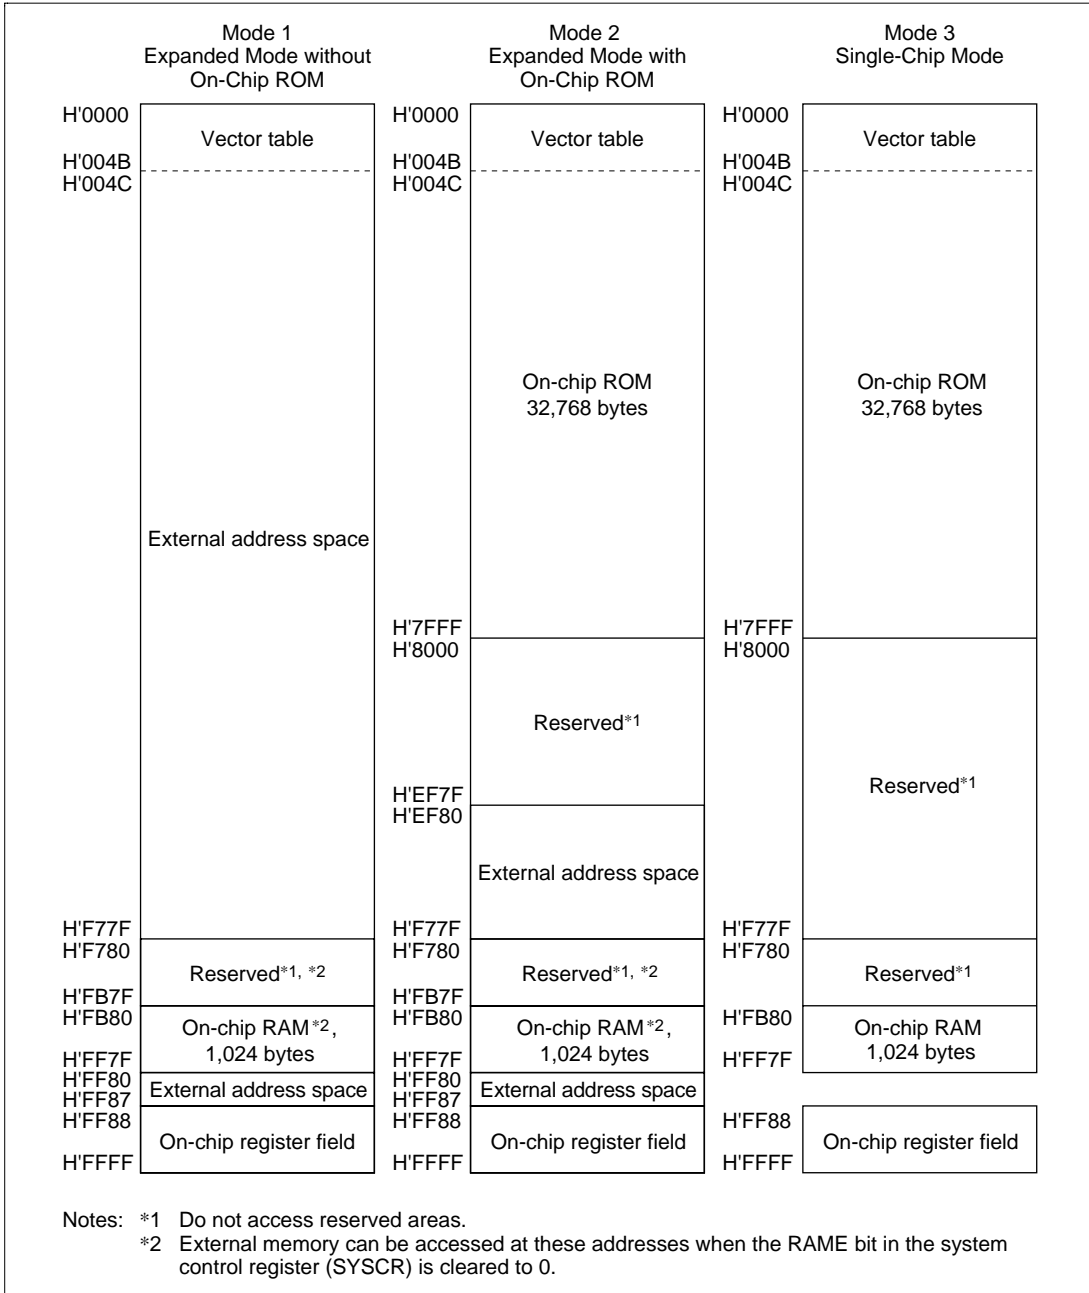 Mode 1
Expanded Mode without
On-Chip ROM
H'0000
Vector table
H'004B
H'004C
External address space
H'F77F
H'F780
Reserved*1, *2
H'FB7F
H'FB80
On-chip RAM*2,
1,024 bytes
H'FF7F
H'FF80
External address space
H'FF87
H'FF88
On-chip register field
H'FFFF
Mode 2
Expanded Mode with
On-Chip ROM
H'0000
Vector table
H'004B
H'004C
On-chip ROM
32,768 bytes
H'7FFF
H'8000
Reserved*1
H'EF7F
H'EF80
External address space
H'F77F
H'F780
Reserved*1, *2
H'FB7F
H'FB80
On-chip RAM*2,
1,024 bytes
H'FF7F
H'FF80
External address space
H'FF87
H'FF88
On-chip register field
H'FFFF
Mode 3
Single-Chip Mode
H'0000
Vector table
H'004B
H'004C
On-chip ROM
32,768 bytes
H'7FFF
H'8000
Reserved*1
H'F77F
H'F780
Reserved*1
H'FB80
On-chip RAM
1,024 bytes
H'FF7F
H'FF88
On-chip register field
H'FFFF
Notes: *1 Do not access reserved areas.
*2 External memory can be accessed at these addresses when the RAME bit in the system
control register (SYSCR) is cleared to 0.